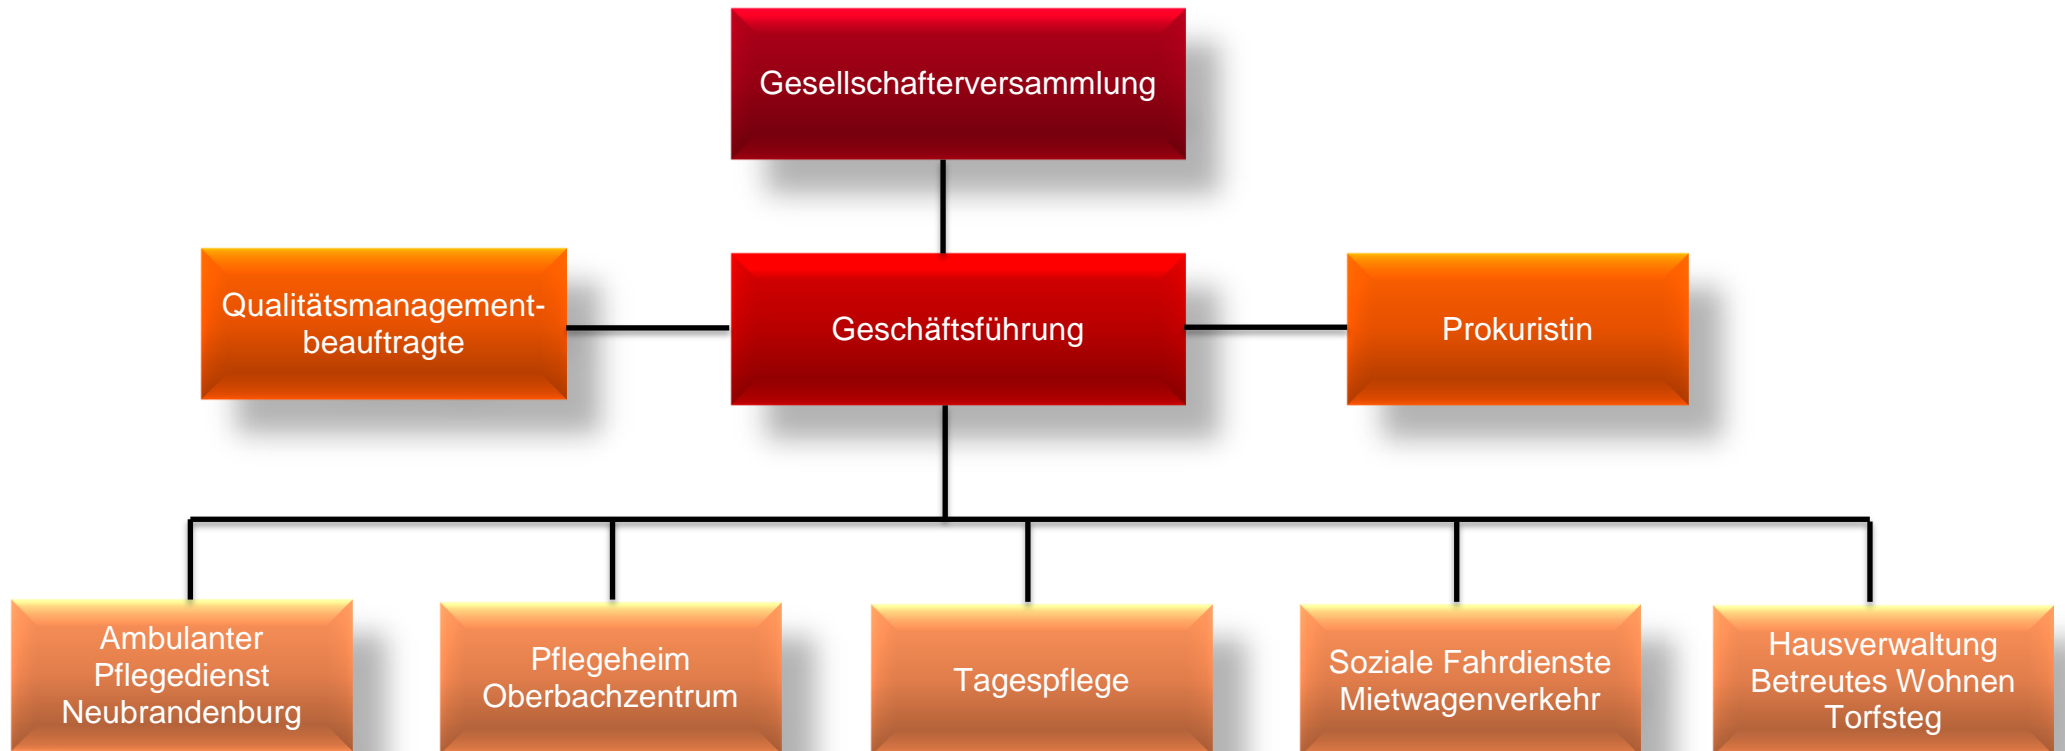 Gesellschafterversammlung
Qualitätsmanagement-
beauftragte
Geschäftsführung
Prokuristin
Ambulanter
Pflegedienst
Neubrandenburg
Pflegeheim
Oberbachzentrum
Tagespflege
Soziale Fahrdienste
Mietwagenverkehr
Hausverwaltung
Betreutes Wohnen
Torfsteg